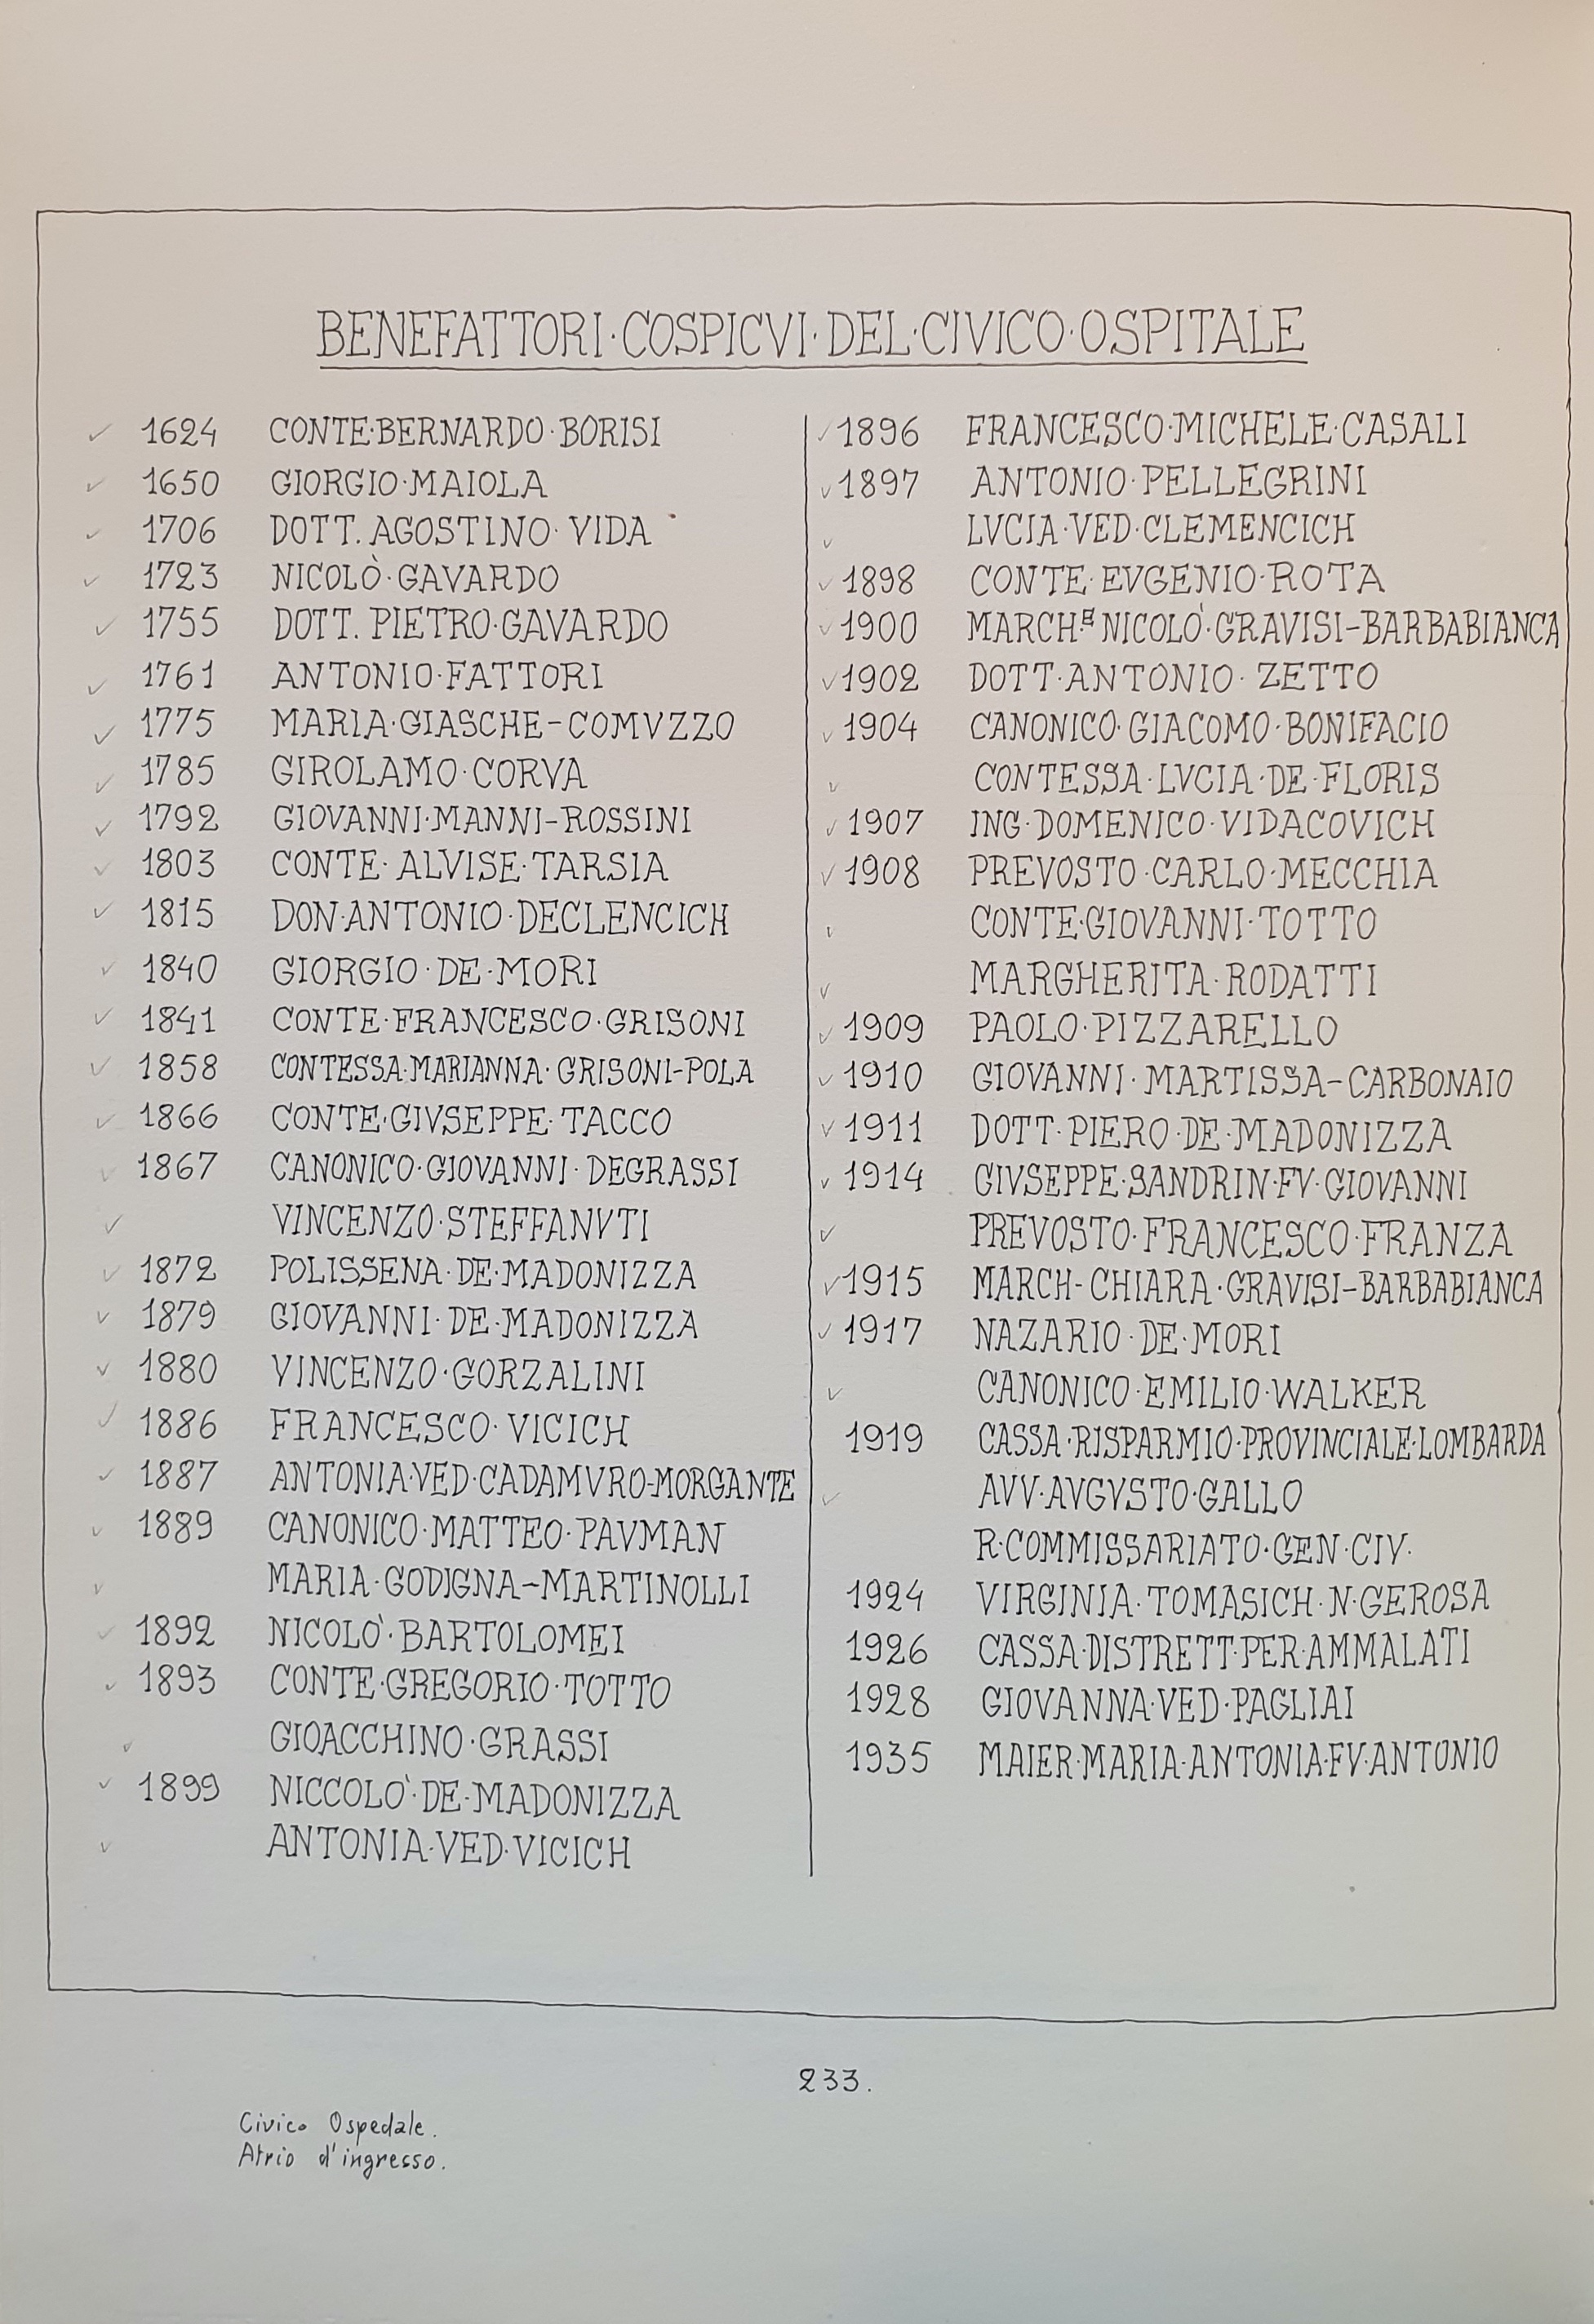 BENEFATTORI·COSPICVI·DEL·CIVICO·OSPITALE
1624 CONTE·BERNARDO·BORISI
1650 GIORGIO·MAIOLA
1706 DOTT. AGOSTINO·VIDA
1723 NICOLÒ·GAVARDO
1755 DOTT. PIETRO·GAVARDO
1761 ANTONIO·FATTORI
1775 MARIA·GIASCHE-COMVZZO
1785 GIROLAMO·CORVA
1792 GIOVANNI·MANNI-ROSSINI
1803 CONTE·ALVISE·TARSIA
1815 DON·ANTONIO·DECLENCICH
1840 GIORGIO·DE·MORI
1841 CONTE·FRANCESCO·GRISONI
1858 CONTESSA·MARIANNA·GRISONI-POLA
1866 CONTE·GIVSEPPE·TACCO
1867 CANONICO·GIOVANNI·DEGRASSI
VINCENZO·STEFFANVTI
1872 POLISSENA·DE·MADONIZZA
1879 GIOVANNI·DE·MADONIZZA
1880 VINCENZO·GORZALINI
1886 FRANCESCO·VICICH
1887 ANTONIA·VED·CADAMVRO-MORGANTE
1889 CANONICO·MATTEO·PAVMAN
MARIA·GODIGNA-MARTINOLLI
1892 NICOLO'·BARTOLOMEI
1893 CONTE·GREGORIO·TOTTO
GIOACCHINO·GRASSI
1899 NICCOLO'·DE·MADONIZZA
ANTONIA·VED·VICICH
1896 FRANCESCO·MICHELE·CASALI
1897 ANTONIO·PELLEGRINI
LVCIA·VED·CLEMENCICH
1898 CONTE·EVGENIO·ROTA
1900 MARCH.E NICOLO'·GRAVISI-BARBABIANCA
1902 DOTT·ANTONIO·ZETTO
1904 CANONICO·GIACOMO·BONIFACIO
CONTESSA·LVCIA·DE·FLORIS
1907 ING·DOMENICO·VIDACOVICH
1908 PREVOSTO·CARLO·MECCHIA
CONTE·GIOVANNI·TOTTO
MARGHERITA·RODATTI
1909 PAOLO·PIZZARELLO
1910 GIOVANNI·MARTISSA-CARBONAIO
1911 DOTT·PIERO·DE·MADONIZZA
1914 GIVSEPPE·SANDRIN·FV·GIOVANNI
PREVOSTO·FRANCESCO·FRANZA
1915 MARCH-CHIARA·GRAVISI-BARBABIANCA
1917 NAZARIO·DE·MORI
CANONICO·EMILIO·WALKER
1919 CASSA·RISPARMIO·PROVINCIALE·LOMBARDA
AVV·AVGVSTO·GALLO
R·COMMISSARIATO·GEN·CIV·
1924 VIRGINIA·TOMASICH·N·GEROSA
1926 CASSA·DISTRETT·PER·AMMALATI
1928 GIOVANNA·VED·PAGLIAI
1935 MAIER·MARIA·ANTONIA·FV·ANTONIO
233.
Civico Ospedale.
Atrio d'ingresso.